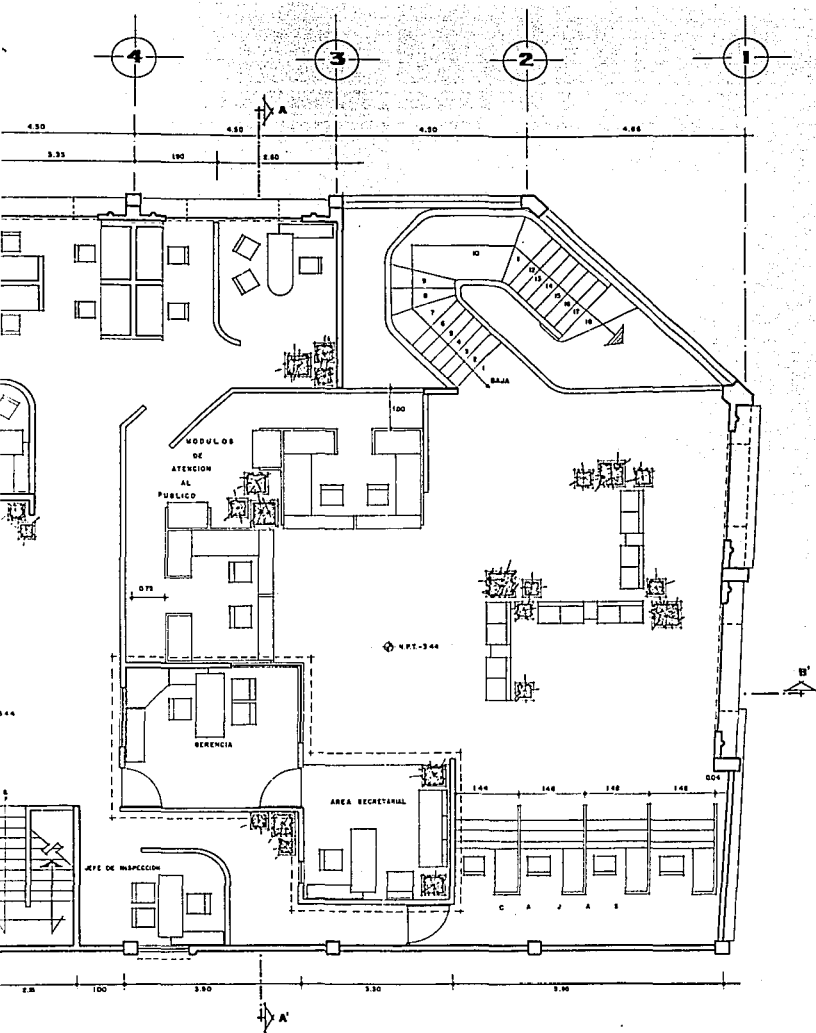 4
3
2
1
A
4.50
4.50
4.50
4.66
3.35
1.90
2.60
10
9
8
7
6
5
4
3
2
1
12
13
14
15
16
17
18
BAJA
1.00
MODULOS
DE
ATENCION
AL
PUBLICO
0.75
N.P.T.-3.44
B'
GERENCIA
AREA SECRETARIAL
JEFE DE INSPECCION
1.44
1.48
1.48
1.48
0.04
CAJAS
1.00
3.90
3.30
A'